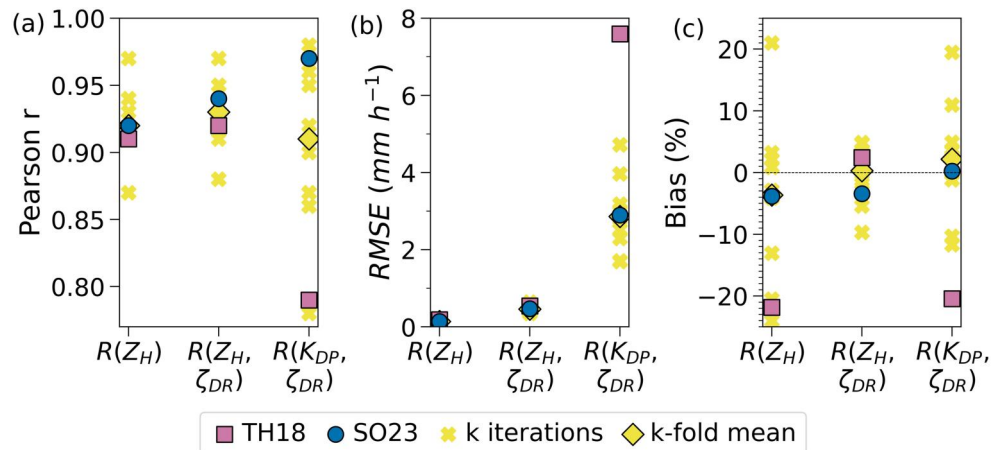 (a)
Pearson r
1.00
0.95
0.90
0.85
0.80
R(Z_H)
R(Z_H,
ζ_DR)
R(K_DP,
ζ_DR)
(b)
RMSE (mm h⁻¹)
8
6
4
2
0
R(Z_H)
R(Z_H,
ζ_DR)
R(K_DP,
ζ_DR)
(c)
Bias (%)
20
10
0
−10
−20
R(Z_H)
R(Z_H,
ζ_DR)
R(K_DP,
ζ_DR)
TH18 SO23 k iterations k-fold mean